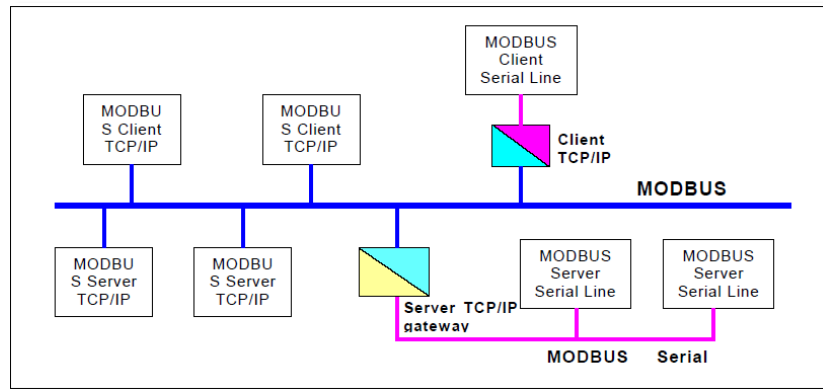 MODBUS
Client
Serial Line
MODBU
S Client
TCP/IP
MODBU
S Client
TCP/IP
Client
TCP/IP
MODBUS
MODBU
S Server
TCP/IP
MODBU
S Server
TCP/IP
Server TCP/IP
gateway
MODBUS
Server
Serial Line
MODBUS
Server
Serial Line
MODBUS Serial